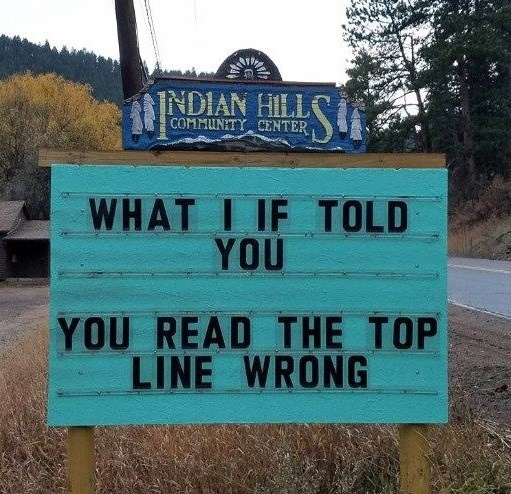 INDIAN HILLS
COMMUNITY CENTER
WHAT I IF TOLD
YOU
YOU READ THE TOP
LINE WRONG